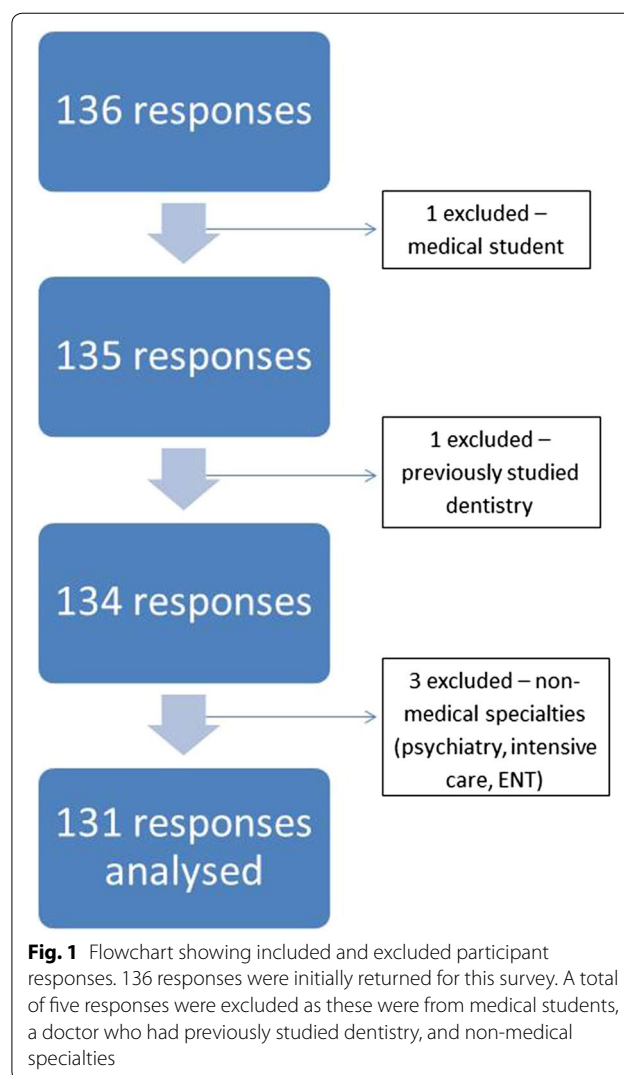 136 responses
1 excluded –
medical student
135 responses
1 excluded –
previously studied
dentistry
134 responses
3 excluded – non-
medical specialties
(psychiatry, intensive
care, ENT)
131 responses
analysed
Fig. 1 Flowchart showing included and excluded participant
responses. 136 responses were initially returned for this survey. A total
of five responses were excluded as these were from medical students,
a doctor who had previously studied dentistry, and non-medical
specialties